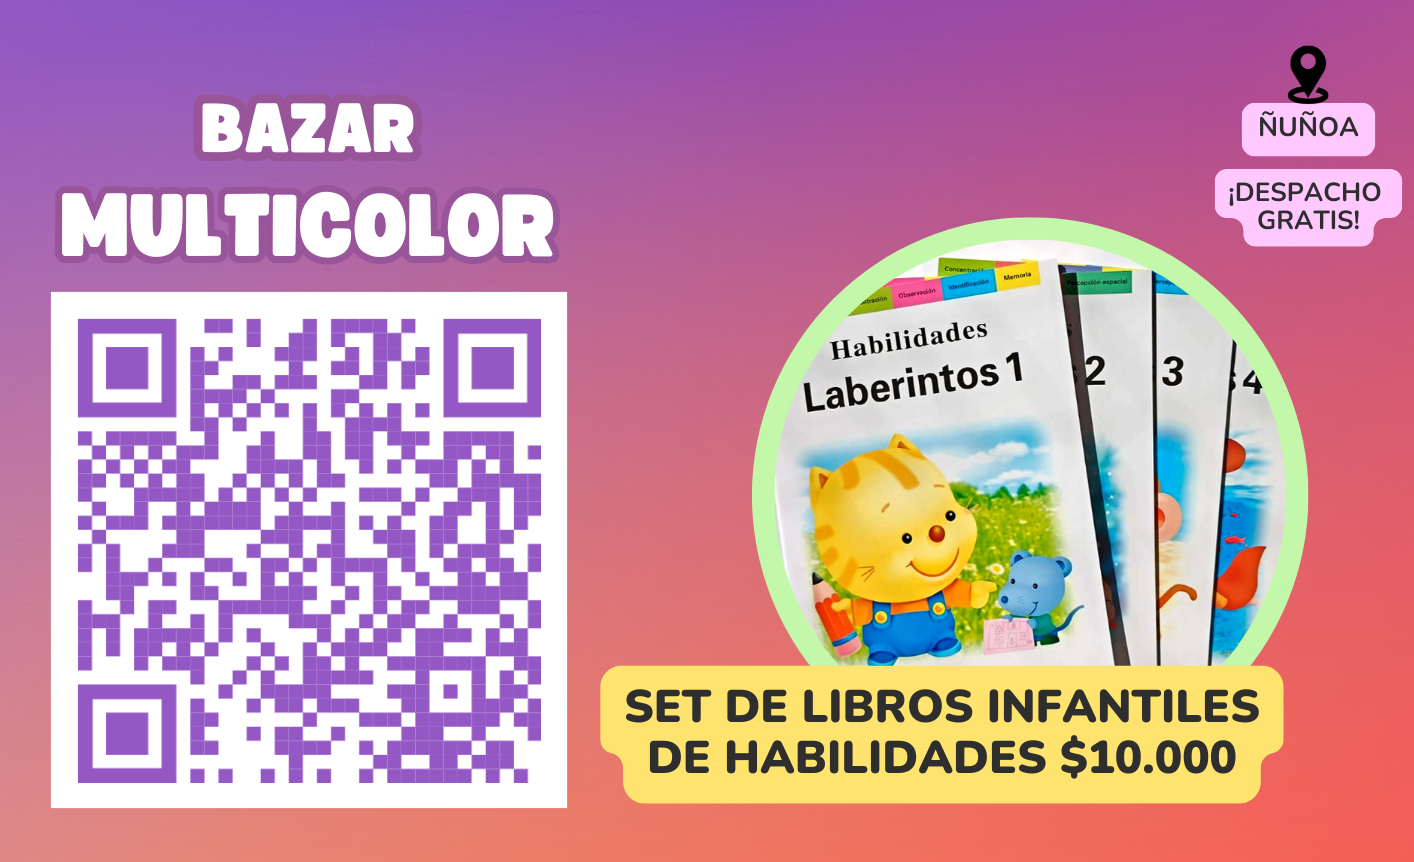 BAZAR
MULTICOLOR
ÑUÑOA
¡DESPACHO
GRATIS!
Concentració
Observación
Identificación
Memoria
Percepción espacial
Habilidades
Laberintos 1
2
3
4
SET DE LIBROS INFANTILES
DE HABILIDADES $10.000